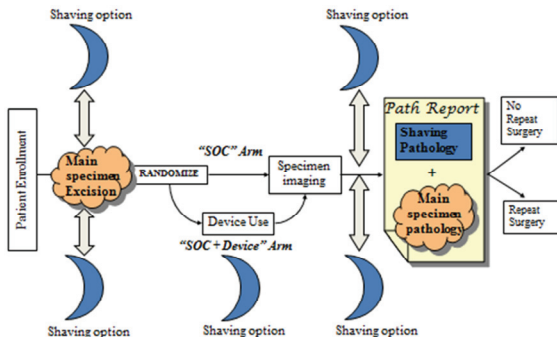 Shaving option
Shaving option
Patient Enrollment
Main
specimen
Excision
RANDOMIZE
“SOC” Arm
Device Use
“SOC + Device” Arm
Specimen
imaging
Path Report
Shaving
Pathology
+
Main
specimen
pathology
No
Repeat
Surgery
Repeat
Surgery
Shaving option
Shaving option
Shaving option